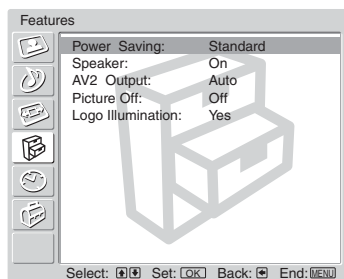 Features
Power Saving: Standard
Speaker: On
AV2 Output: Auto
Picture Off: Off
Logo Illumination: Yes
Select: Set: OK Back: End: MENU